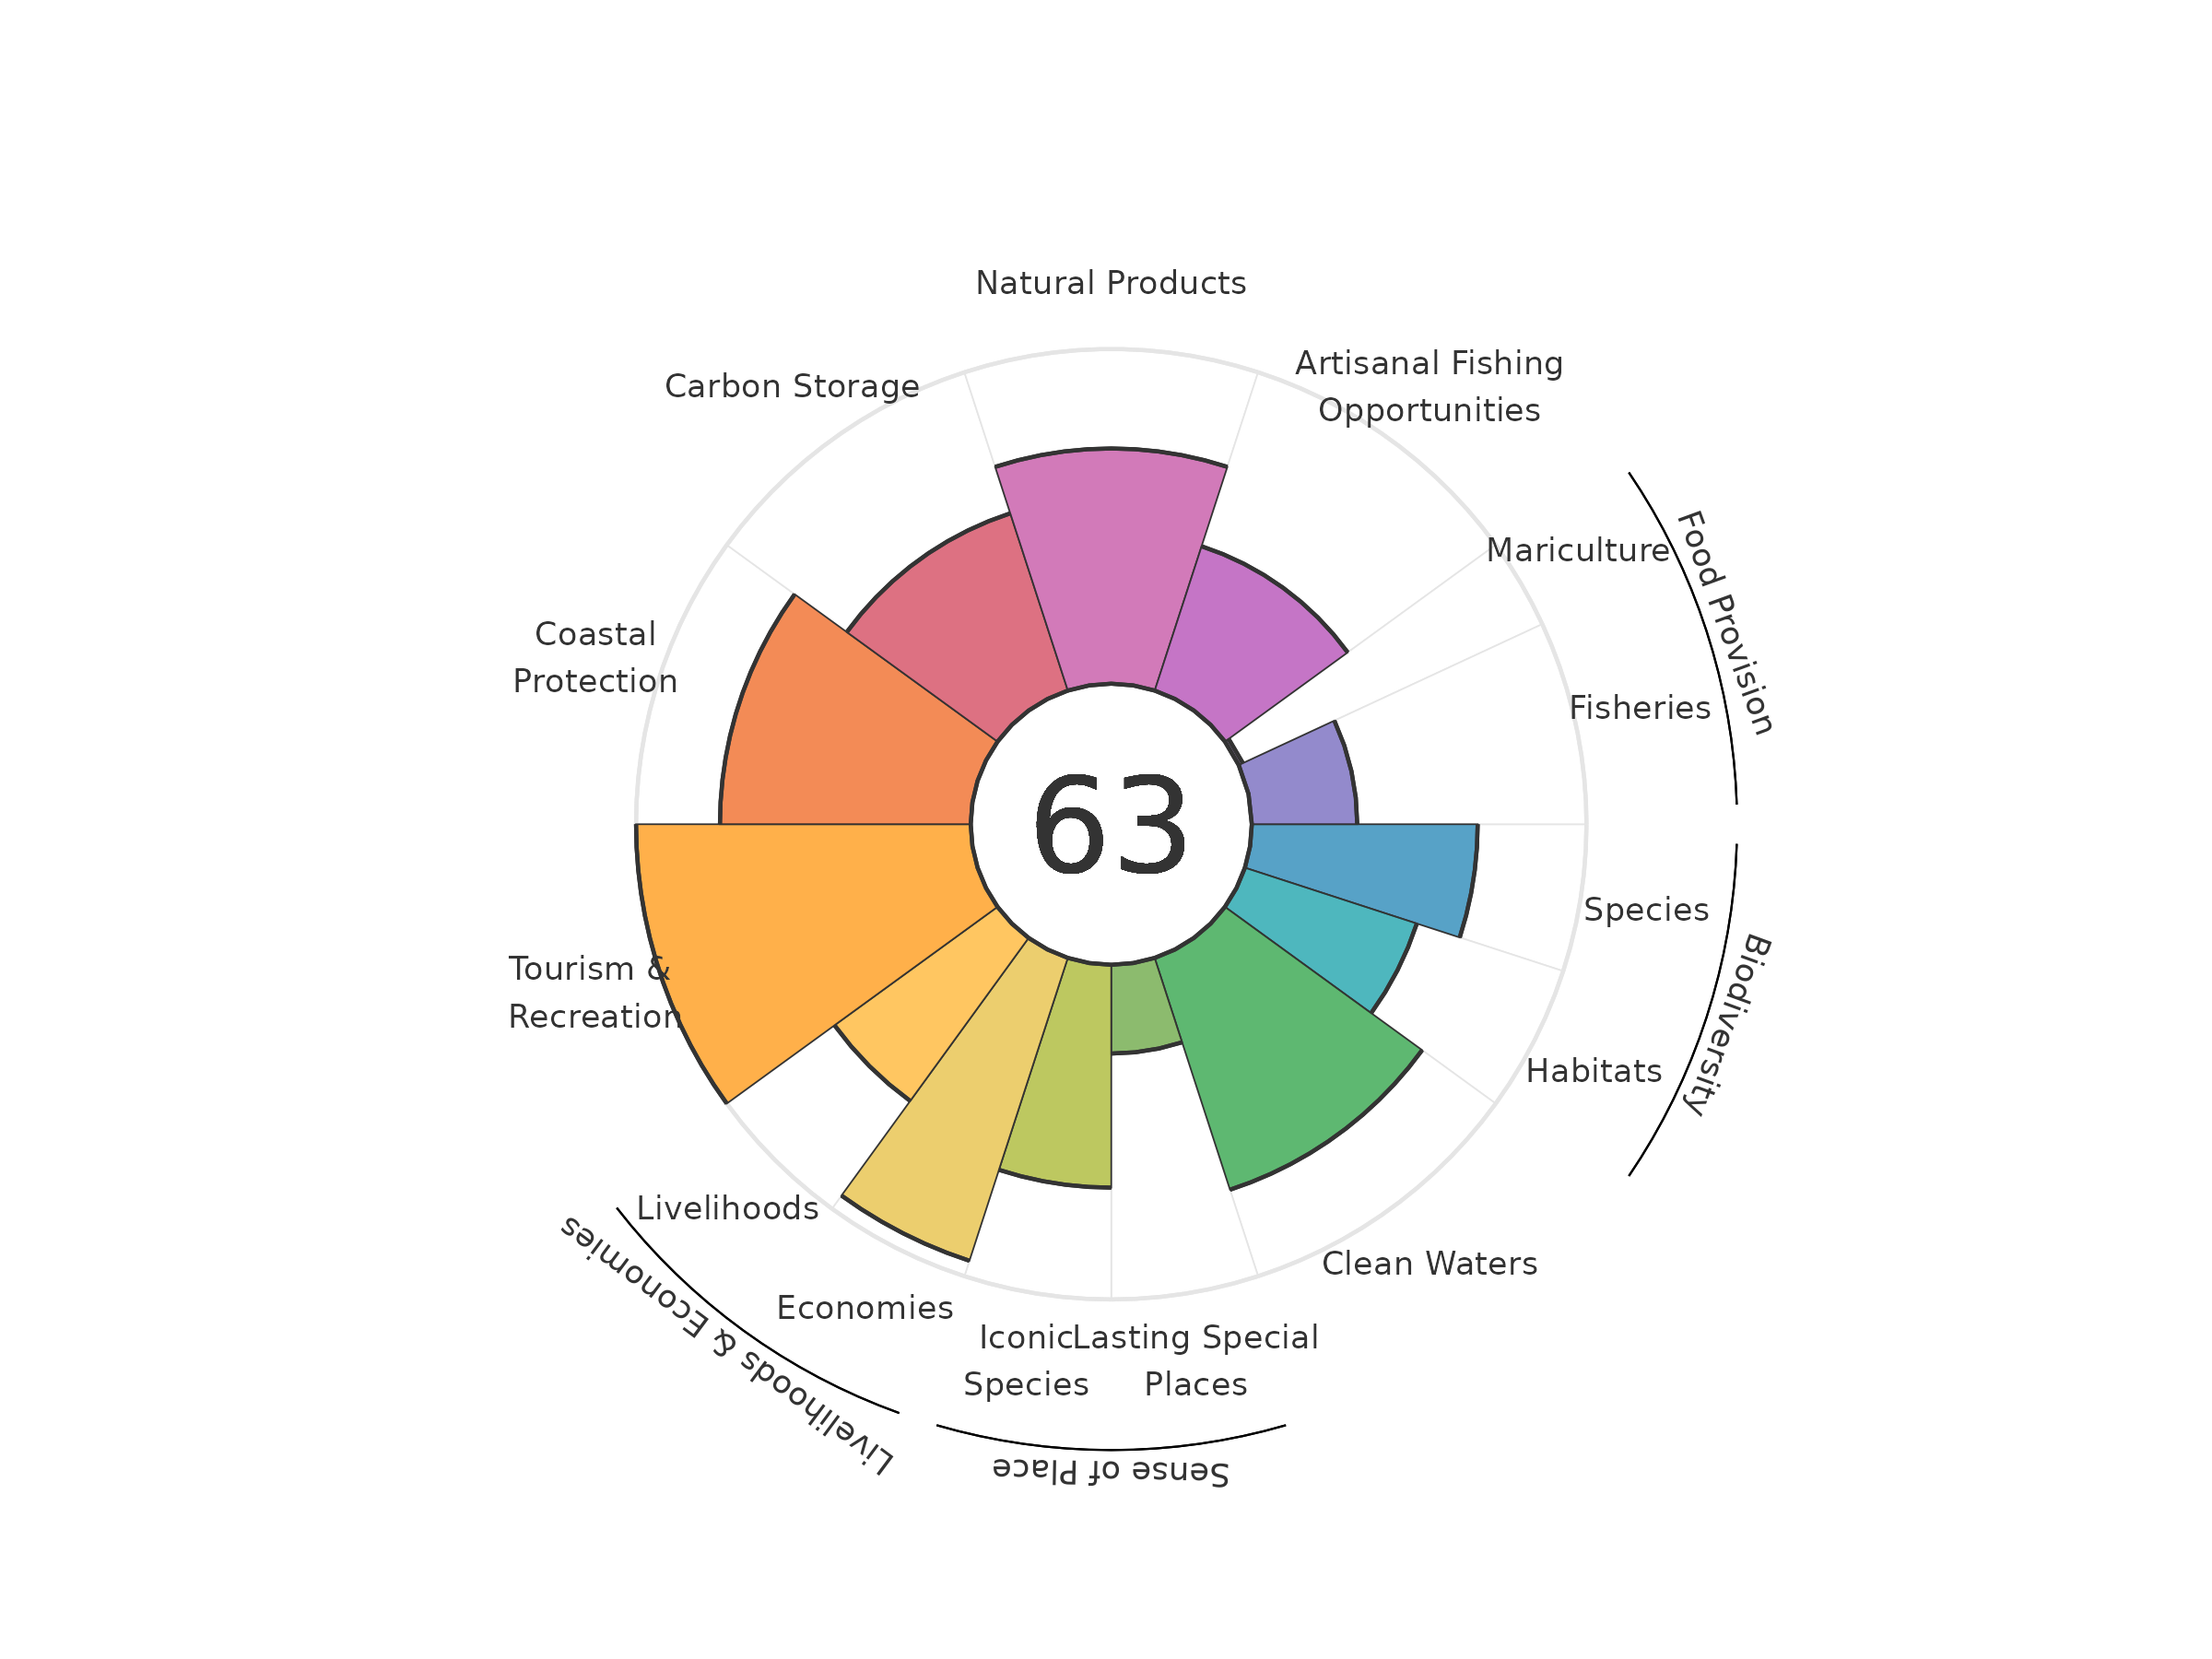 Natural Products
Artisanal Fishing
Opportunities
Carbon Storage
Mariculture
Food Provision
Coastal
Protection
Fisheries
63
Species
Biodiversity
Tourism &
Recreation
Habitats
Livelihoods
Clean Waters
Economies
Livelihoods & Economies
Iconic
Species
Lasting Special
Places
Sense of Place